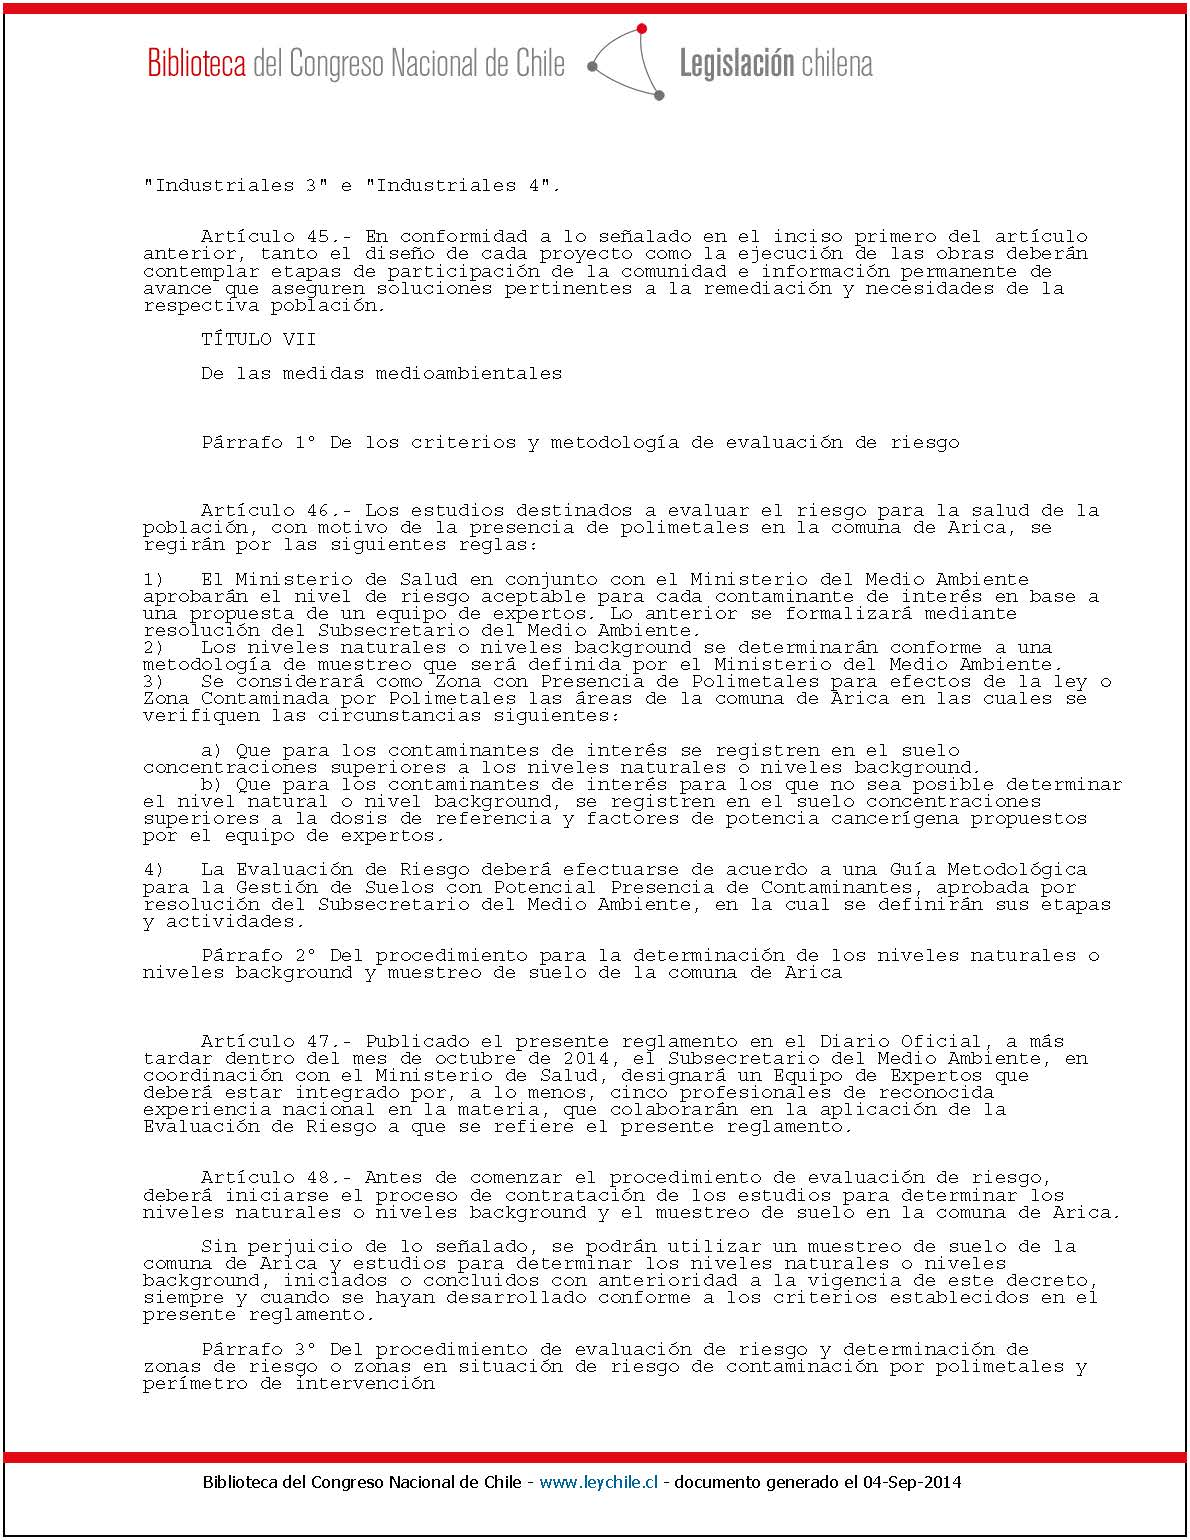 Biblioteca del Congreso Nacional de Chile Legislación chilena
"Industriales 3" e "Industriales 4".
Artículo 45.- En conformidad a lo señalado en el inciso primero del artículo
anterior, tanto el diseño de cada proyecto como la ejecución de las obras deberán
contemplar etapas de participación de la comunidad e información permanente de
avance que aseguren soluciones pertinentes a la remediación y necesidades de la
respectiva población.
TÍTULO VII
De las medidas medioambientales
Párrafo 1° De los criterios y metodología de evaluación de riesgo
Artículo 46.- Los estudios destinados a evaluar el riesgo para la salud de la
población, con motivo de la presencia de polimetales en la comuna de Arica, se
regirán por las siguientes reglas:
1) El Ministerio de Salud en conjunto con el Ministerio del Medio Ambiente
aprobarán el nivel de riesgo aceptable para cada contaminante de interés en base a
una propuesta de un equipo de expertos. Lo anterior se formalizará mediante
resolución del Subsecretario del Medio Ambiente.
2) Los niveles naturales o niveles background se determinarán conforme a una
metodología de muestreo que será definida por el Ministerio del Medio Ambiente.
3) Se considerará como Zona con Presencia de Polimetales para efectos de la ley o
Zona Contaminada por Polimetales las áreas de la comuna de Arica en las cuales se
verifiquen las circunstancias siguientes:
a) Que para los contaminantes de interés se registren en el suelo
concentraciones superiores a los niveles naturales o niveles background.
b) Que para los contaminantes de interés para los que no sea posible determinar
el nivel natural o nivel background, se registren en el suelo concentraciones
superiores a la dosis de referencia y factores de potencia cancerígena propuestos
por el equipo de expertos.
4) La Evaluación de Riesgo deberá efectuarse de acuerdo a una Guía Metodológica
para la Gestión de Suelos con Potencial Presencia de Contaminantes, aprobada por
resolución del Subsecretario del Medio Ambiente, en la cual se definirán sus etapas
y actividades.
Párrafo 2° Del procedimiento para la determinación de los niveles naturales o
niveles background y muestreo de suelo de la comuna de Arica
Artículo 47.- Publicado el presente reglamento en el Diario Oficial, a más
tardar dentro del mes de octubre de 2014, el Subsecretario del Medio Ambiente, en
coordinación con el Ministerio de Salud, designará un Equipo de Expertos que
deberá estar integrado por, a lo menos, cinco profesionales de reconocida
experiencia nacional en la materia, que colaborarán en la aplicación de la
Evaluación de Riesgo a que se refiere el presente reglamento.
Artículo 48.- Antes de comenzar el procedimiento de evaluación de riesgo,
deberá iniciarse el proceso de contratación de los estudios para determinar los
niveles naturales o niveles background y el muestreo de suelo en la comuna de Arica.
Sin perjuicio de lo señalado, se podrán utilizar un muestreo de suelo de la
comuna de Arica y estudios para determinar los niveles naturales o niveles
background, iniciados o concluidos con anterioridad a la vigencia de este decreto,
siempre y cuando se hayan desarrollado conforme a los criterios establecidos en el
presente reglamento.
Párrafo 3° Del procedimiento de evaluación de riesgo y determinación de
zonas de riesgo o zonas en situación de riesgo de contaminación por polimetales y
perímetro de intervención
Biblioteca del Congreso Nacional de Chile - www.leychile.cl - documento generado el 04-Sep-2014